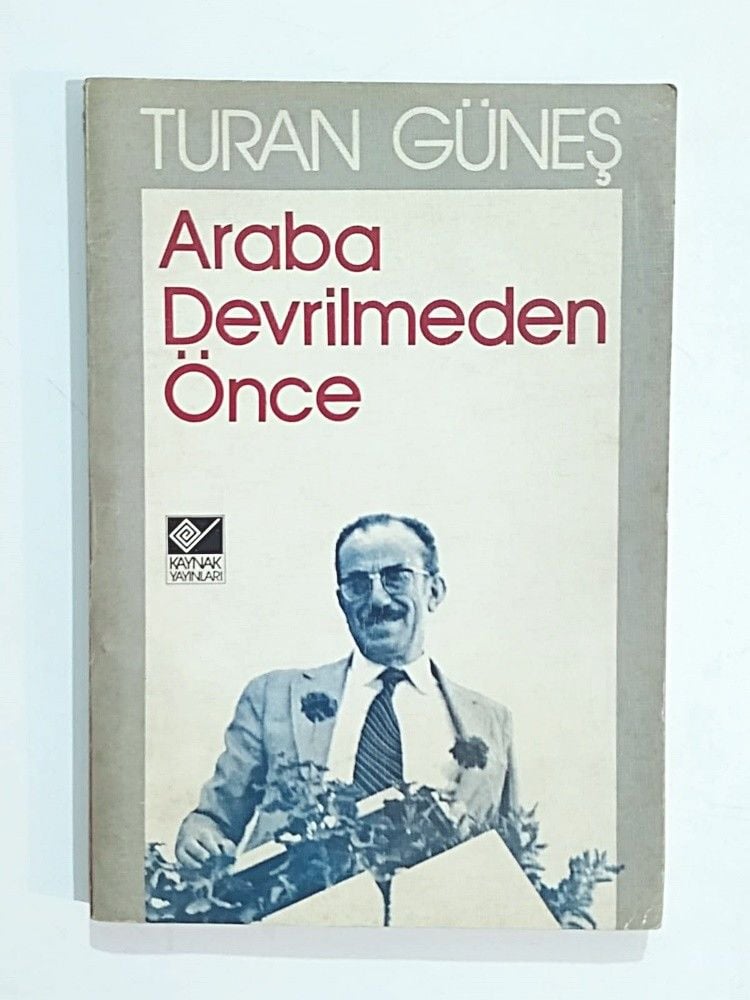 TURAN GÜNEŞ
Araba
Devrilmeden
Önce
KAYNAK
YAYINLARI